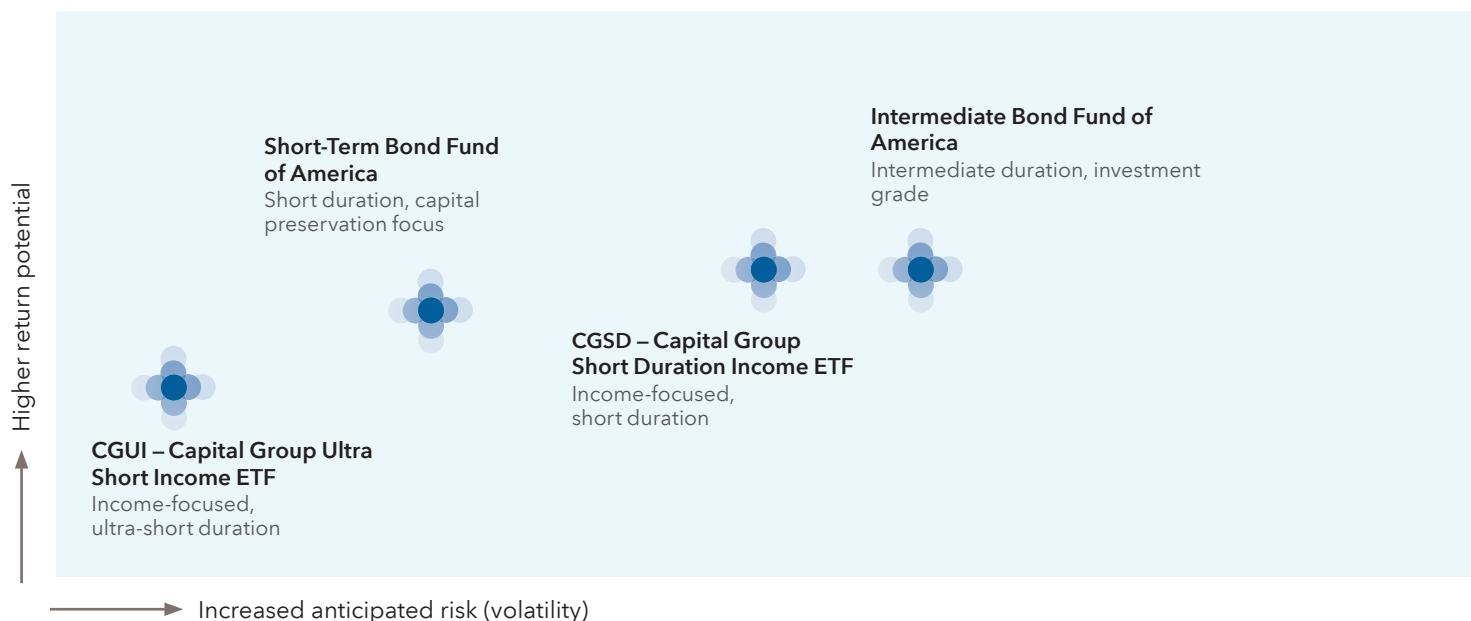 Higher return potential
Short-Term Bond Fund
of America
Short duration, capital
preservation focus
Intermediate Bond Fund of
America
Intermediate duration, investment
grade
CGUI – Capital Group Ultra
Short Income ETF
Income-focused,
ultra-short duration
CGSD – Capital Group
Short Duration Income ETF
Income-focused,
short duration
Increased anticipated risk (volatility)